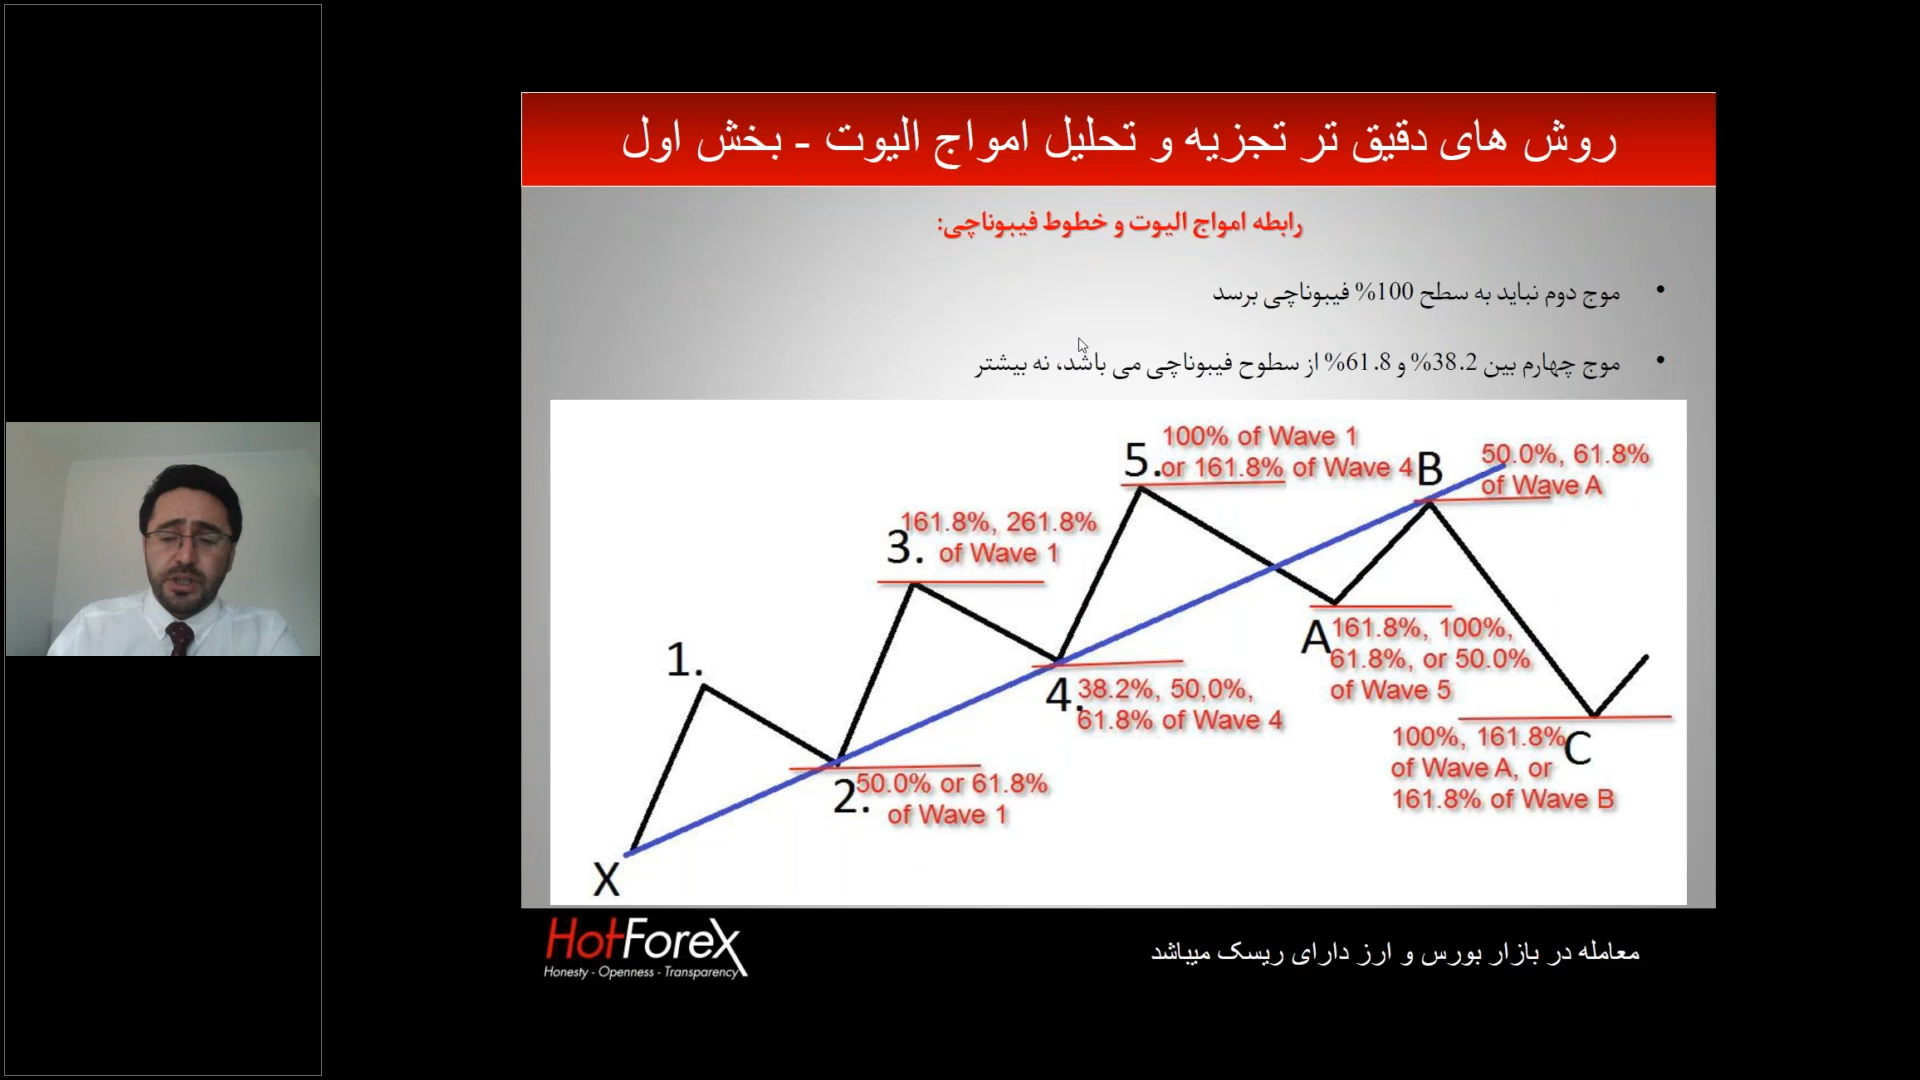 روش های دقیق تر تجزیه و تحلیل امواج الیوت - بخش اول
رابطه امواج الیوت و خطوط فیبوناچی:
• موج دوم نباید به سطح 100% فیبوناچی برسد
• موج چهارم بین 38.2% و 61.8% از سطوح فیبوناچی می باشد، نه بیشتر
X
1.
2.
50.0% or 61.8%
of Wave 1
3.
161.8%, 261.8%
of Wave 1
4.
38.2%, 50,0%,
61.8% of Wave 4
5.
100% of Wave 1
or 161.8% of Wave 4
A
161.8%, 100%,
61.8%, or 50.0%
of Wave 5
B
50.0%, 61.8%
of Wave A
C
100%, 161.8%
of Wave A, or
161.8% of Wave B
HotForex
Honesty - Openness - Transparency
معامله در بازار بورس و ارز دارای ریسک میباشد